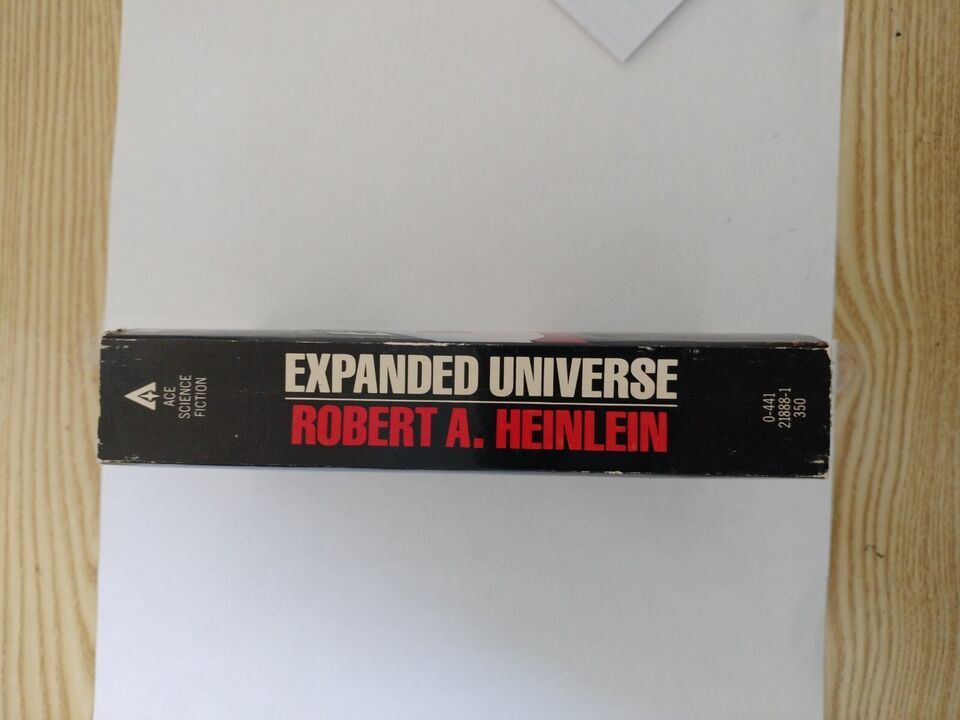 ACE
SCIENCE
FICTION
EXPANDED UNIVERSE
ROBERT A. HEINLEIN
0-441
21888-1
350